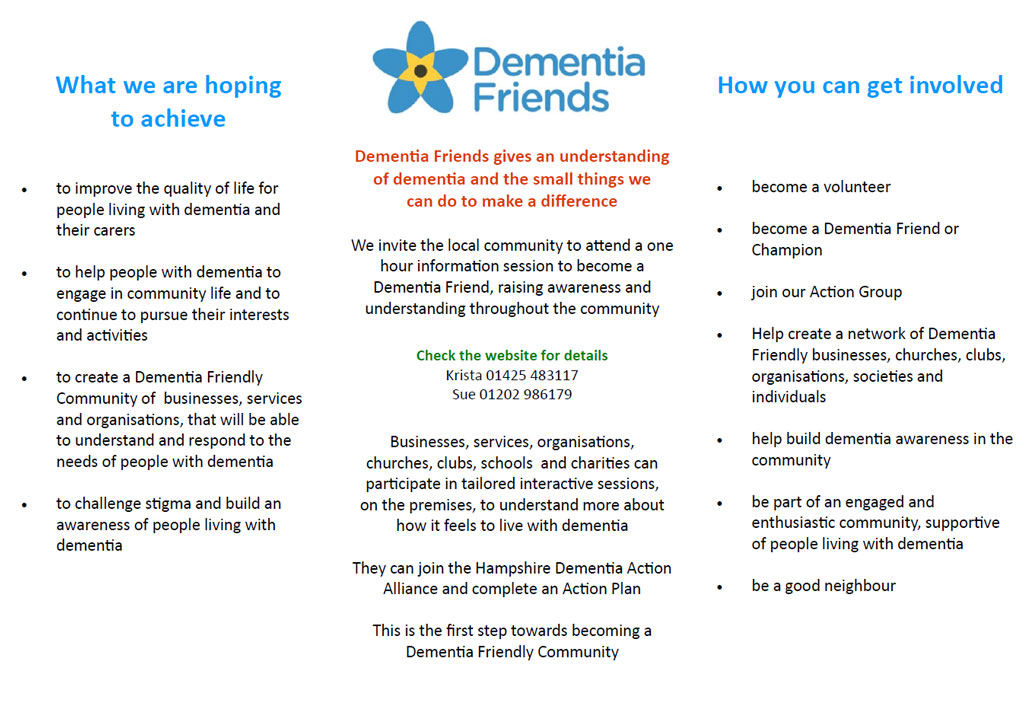 What we are hoping
to achieve
• to improve the quality of life for
people living with dementia and
their carers
• to help people with dementia to
engage in community life and to
continue to pursue their interests
and activities
• to create a Dementia Friendly
Community of  businesses, services
and organisations, that will be able
to understand and respond to the
needs of people with dementia
• to challenge stigma and build an
awareness of people living with
dementia
Dementia
Friends
Dementia Friends gives an understanding
of dementia and the small things we
can do to make a difference
We invite the local community to attend a one
hour information session to become a
Dementia Friend, raising awareness and
understanding throughout the community
Check the website for details
Krista 01425 483117
Sue 01202 986179
Businesses, services, organisations,
churches, clubs, schools  and charities can
participate in tailored interactive sessions,
on the premises, to understand more about
how it feels to live with dementia
They can join the Hampshire Dementia Action
Alliance and complete an Action Plan
This is the first step towards becoming a
Dementia Friendly Community
How you can get involved
• become a volunteer
• become a Dementia Friend or
Champion
• join our Action Group
• Help create a network of Dementia
Friendly businesses, churches, clubs,
organisations, societies and
individuals
• help build dementia awareness in the
community
• be part of an engaged and
enthusiastic community, supportive
of people living with dementia
• be a good neighbour